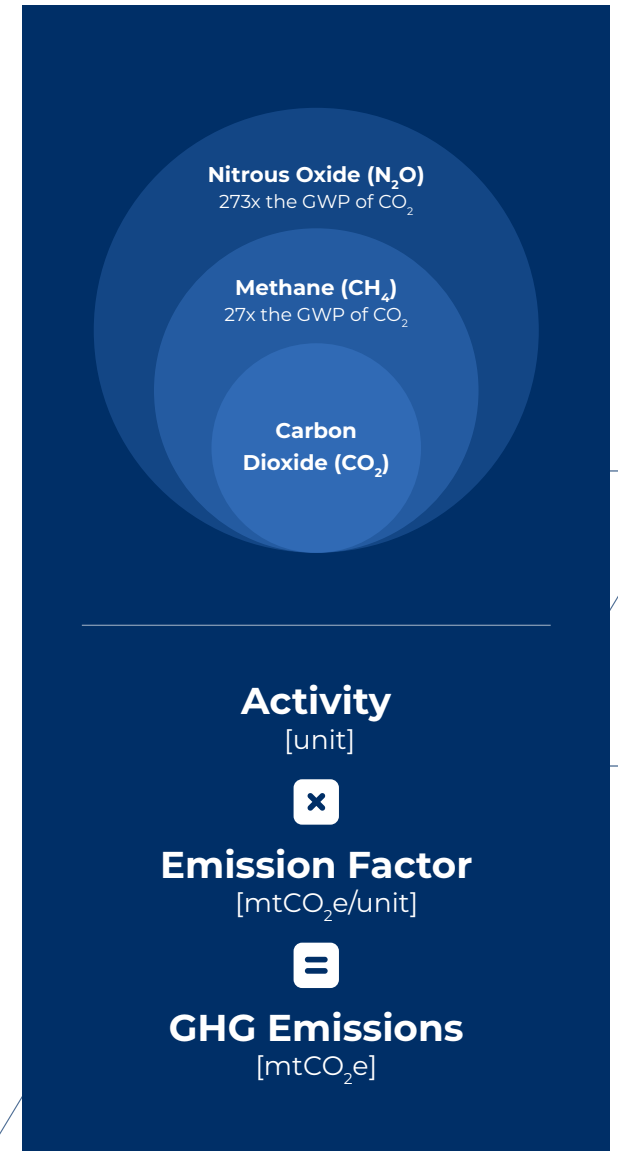 Nitrous Oxide (N₂O)
273x the GWP of CO₂
Methane (CH₄)
27x the GWP of CO₂
Carbon
Dioxide (CO₂)
Activity
[unit]
×
Emission Factor
[mtCO₂e/unit]
=
GHG Emissions
[mtCO₂e]